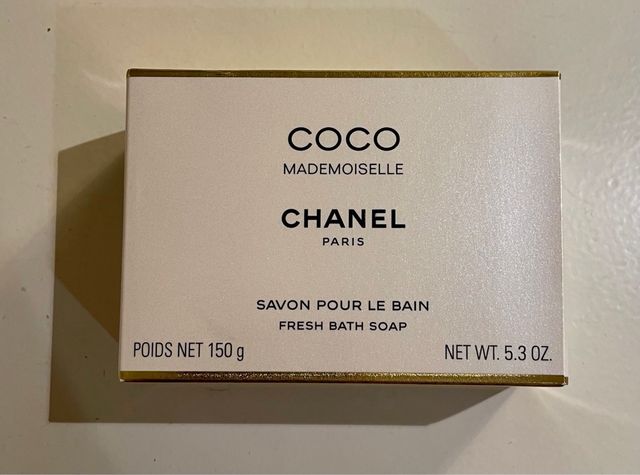 COCO
MADEMOISELLE
CHANEL
PARIS
SAVON POUR LE BAIN
FRESH BATH SOAP
POIDS NET 150 g
NET WT. 5.3 OZ.